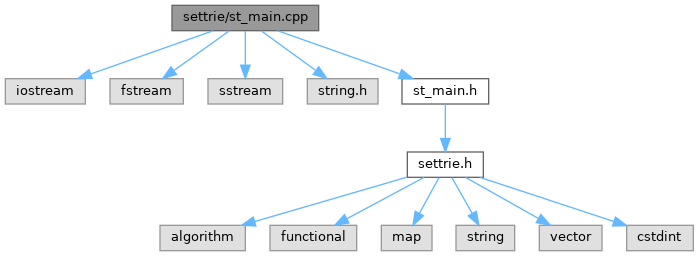 settrie/st_main.cpp
iostream
fstream
sstream
string.h
st_main.h
settrie.h
algorithm
functional
map
string
vector
cstdint